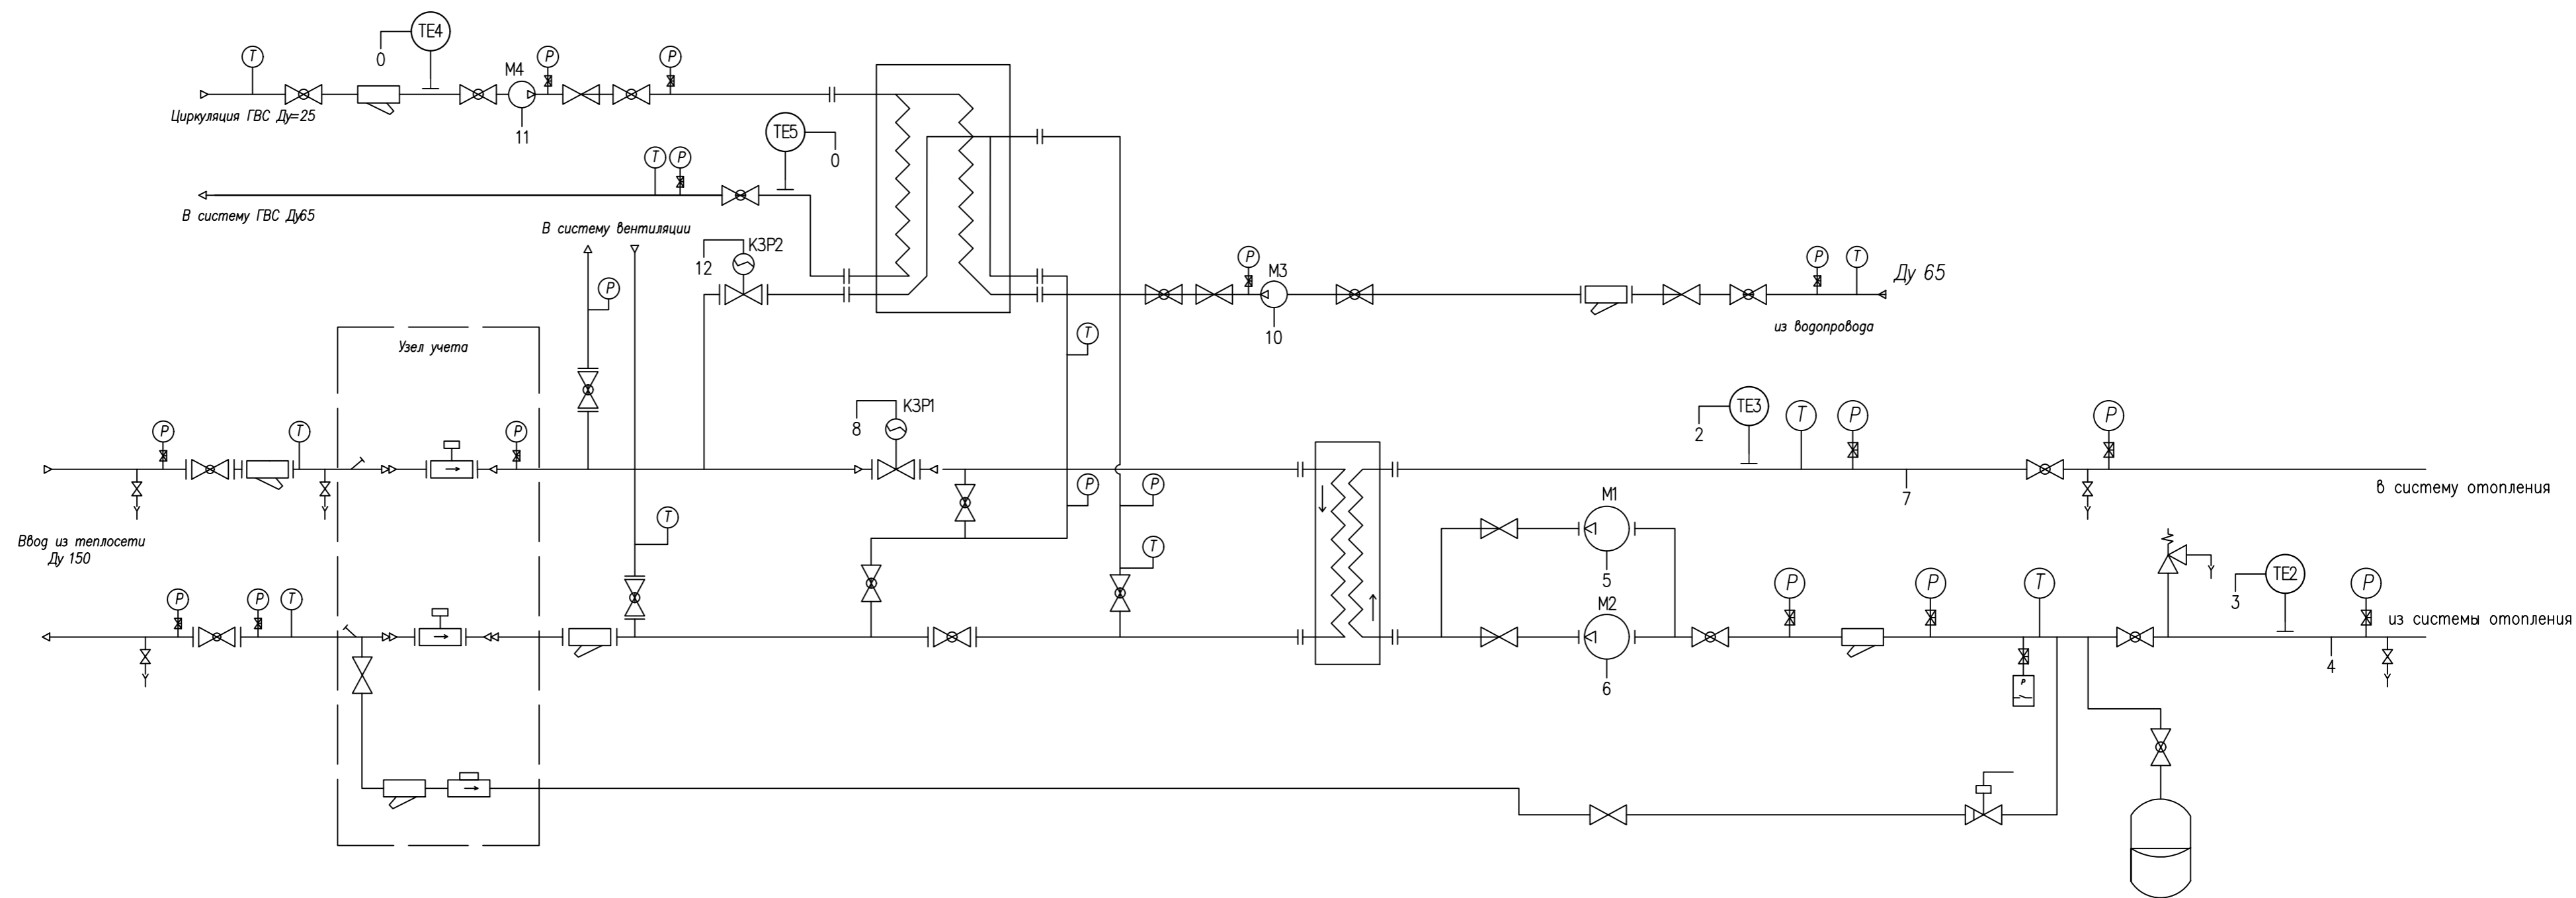 TE4
0
T
M4
P
P
Циркуляция ГВС Ду=25
11
TE5
0
T
P
В систему ГВС Ду65
В систему вентиляции
КЗР2
12
P
P
M3
10
P
T
Ду 65
из водопровода
Узел учета
T
КЗР1
8
TE3
2
T
P
P
P
T
P
7
в систему отопления
P
P
M1
5
T
Ввод из теплосети
Ду 150
T
P
P
T
M2
6
P
P
T
TE2
3
P
из системы отопления
4
P